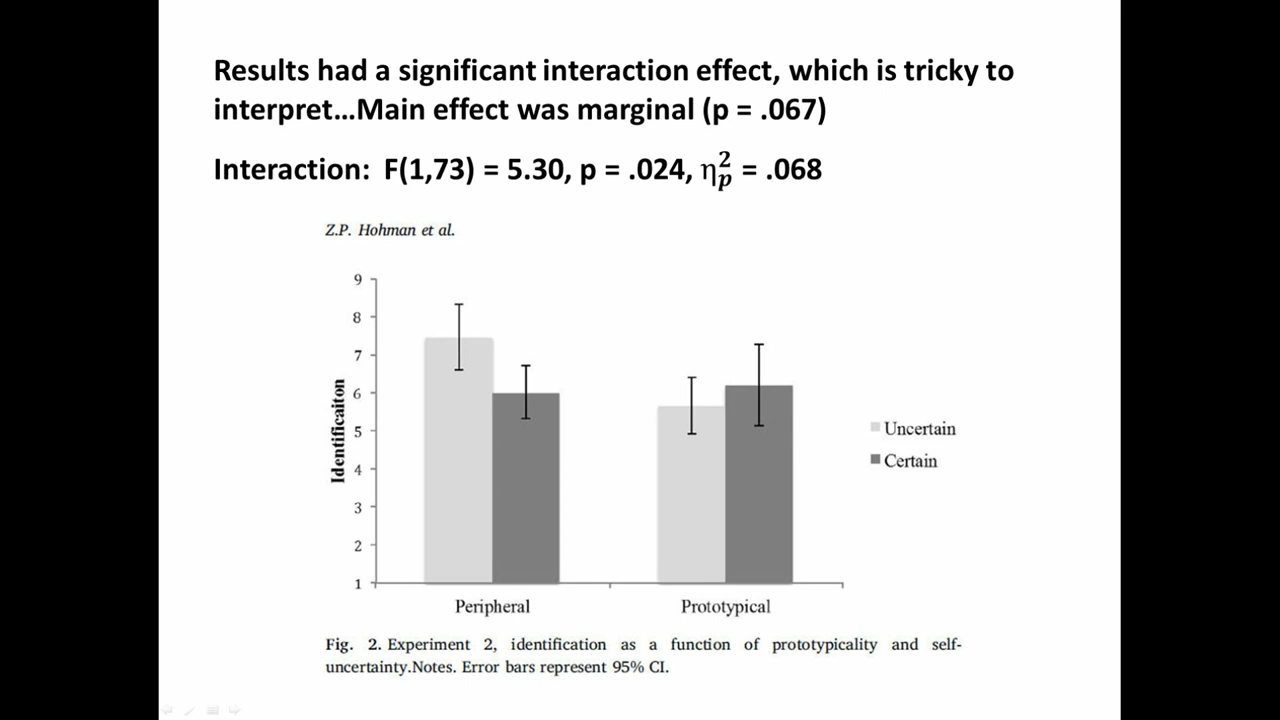 Results had a significant interaction effect, which is tricky to
interpret...Main effect was marginal (p = .067)
Interaction: F(1,73) = 5.30, p = .024, η²ₚ = .068
Z.P. Hohman et al.
9
8
7
6
5
4
3
2
1
Identificaiton
Peripheral
Prototypical
Uncertain
Certain
Fig. 2. Experiment 2, identification as a function of prototypicality and self-
uncertainty.Notes. Error bars represent 95% CI.